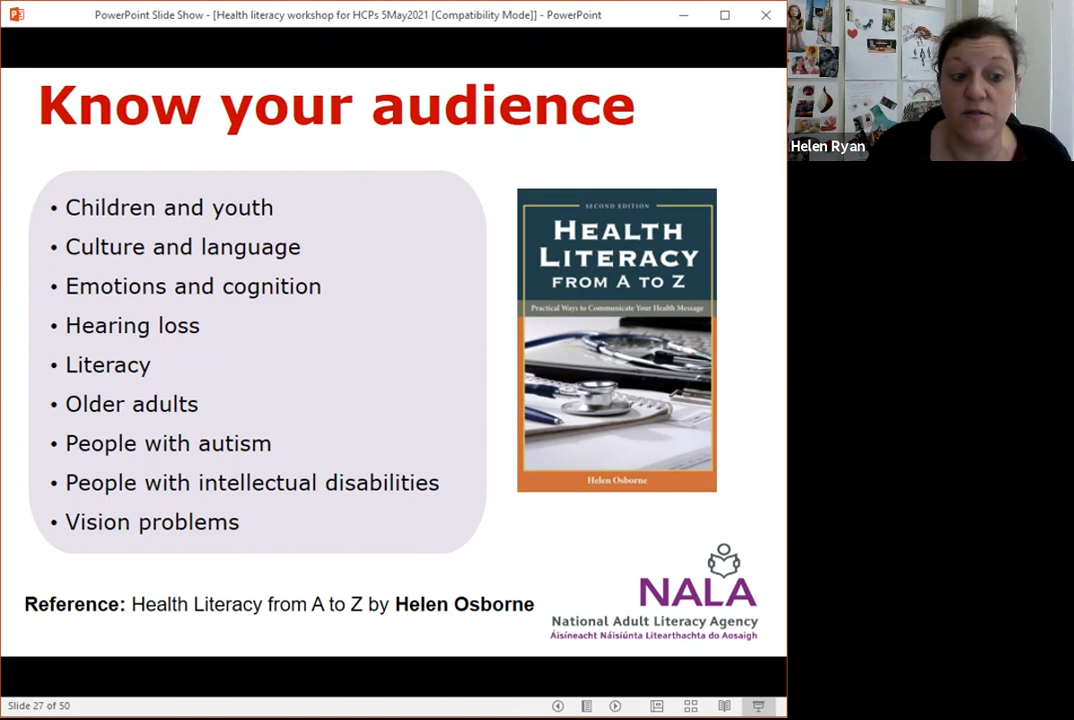 PowerPoint Slide Show - [Health literacy workshop for HCPs 5May2021 [Compatibility Mode]] - PowerPoint
Know your audience
• Children and youth
• Culture and language
• Emotions and cognition
• Hearing loss
• Literacy
• Older adults
• People with autism
• People with intellectual disabilities
• Vision problems
SECOND EDITION
HEALTH
LITERACY
FROM A TO Z
Practical Ways to Communicate Your Health Message
Helen Osborne
Reference: Health Literacy from A to Z by Helen Osborne
NALA
National Adult Literacy Agency
Áisíneacht Náisiúnta Litearthachta do Aosaigh
Slide 27 of 50
Helen Ryan